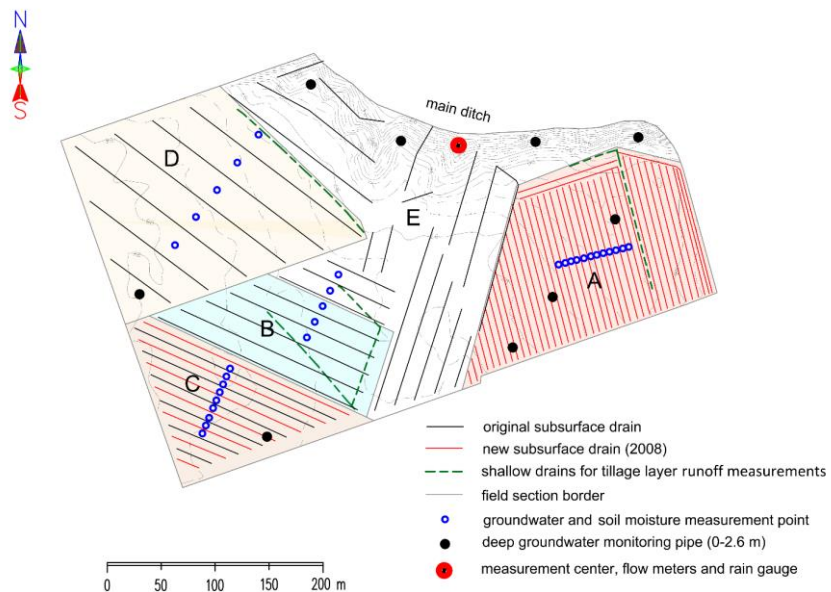 N
S
main ditch
D
E
A
B
C
original subsurface drain
new subsurface drain (2008)
shallow drains for tillage layer runoff measurements
field section border
groundwater and soil moisture measurement point
deep groundwater monitoring pipe (0-2.6 m)
measurement center, flow meters and rain gauge
0 50 100 150 200 m